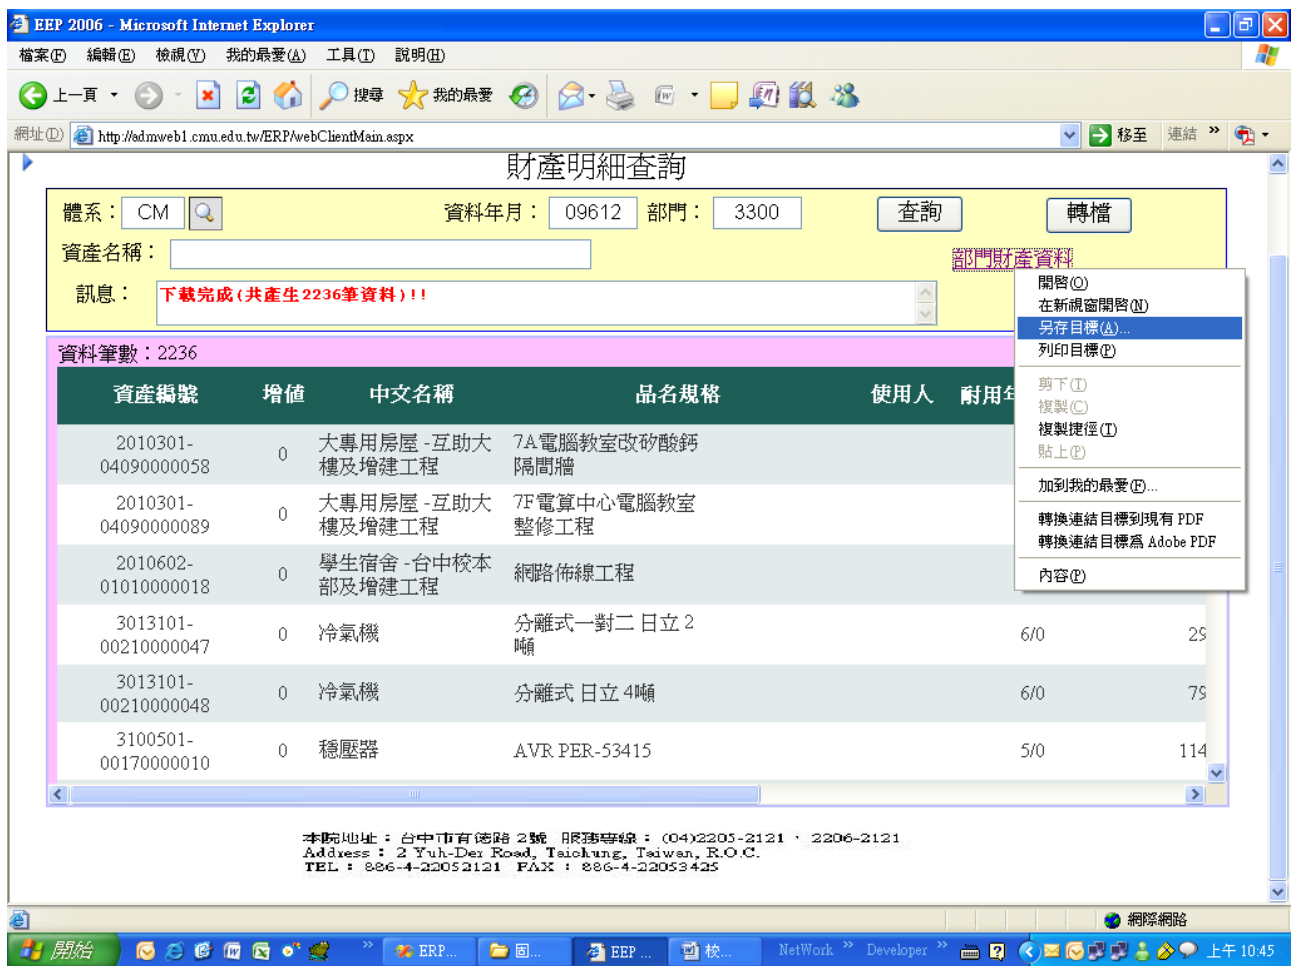 EEP 2006 - Microsoft Internet Explorer
檔案(F) 編輯(E) 檢視(V) 我的最愛(A) 工具(T) 說明(H)
上一頁 搜尋 我的最愛
網址(D) http://admweb1.cmu.edu.tw/ERP/webClientMain.aspx 移至 連結 »
財產明細查詢
體系： CM 資料年月： 09612 部門： 3300 查詢 轉檔
資產名稱： 部門財產資料
訊息： 下載完成(共產生2236筆資料)!!
開啟(O)
在新視窗開啟(N)
另存目標(A)...
列印目標(P)
剪下(T)
複製(C)
複製捷徑(T)
貼上(P)
加到我的最愛(F)...
轉換連結目標到現有 PDF
轉換連結目標為 Adobe PDF
內容(P)
資料筆數：2236
資產編號 增值 中文名稱 品名規格 使用人 耐用年
2010301-
04090000058 0 大專用房屋 -互助大
樓及增建工程 7A電腦教室改矽酸鈣
隔間牆
2010301-
04090000089 0 大專用房屋 -互助大
樓及增建工程 7F電算中心電腦教室
整修工程
2010602-
01010000018 0 學生宿舍 -台中校本
部及增建工程 網路佈線工程
3013101-
00210000047 0 冷氣機 分離式一對二 日立 2
噸 6/0 29
3013101-
00210000048 0 冷氣機 分離式 日立 4噸 6/0 79
3100501-
00170000010 0 穩壓器 AVR PER-53415 5/0 114
本院地址：台中市育德路 2號 服務專線：(04)2205-2121、2206-2121
Address：2 Yuh-Der Road, Taichung, Taiwan, R.O.C.
TEL：886-4-22052121 FAX：886-4-22053425
網際網路
開始 » ERP... 固... EEP ... 校... NetWork » Developer » 上午 10:45